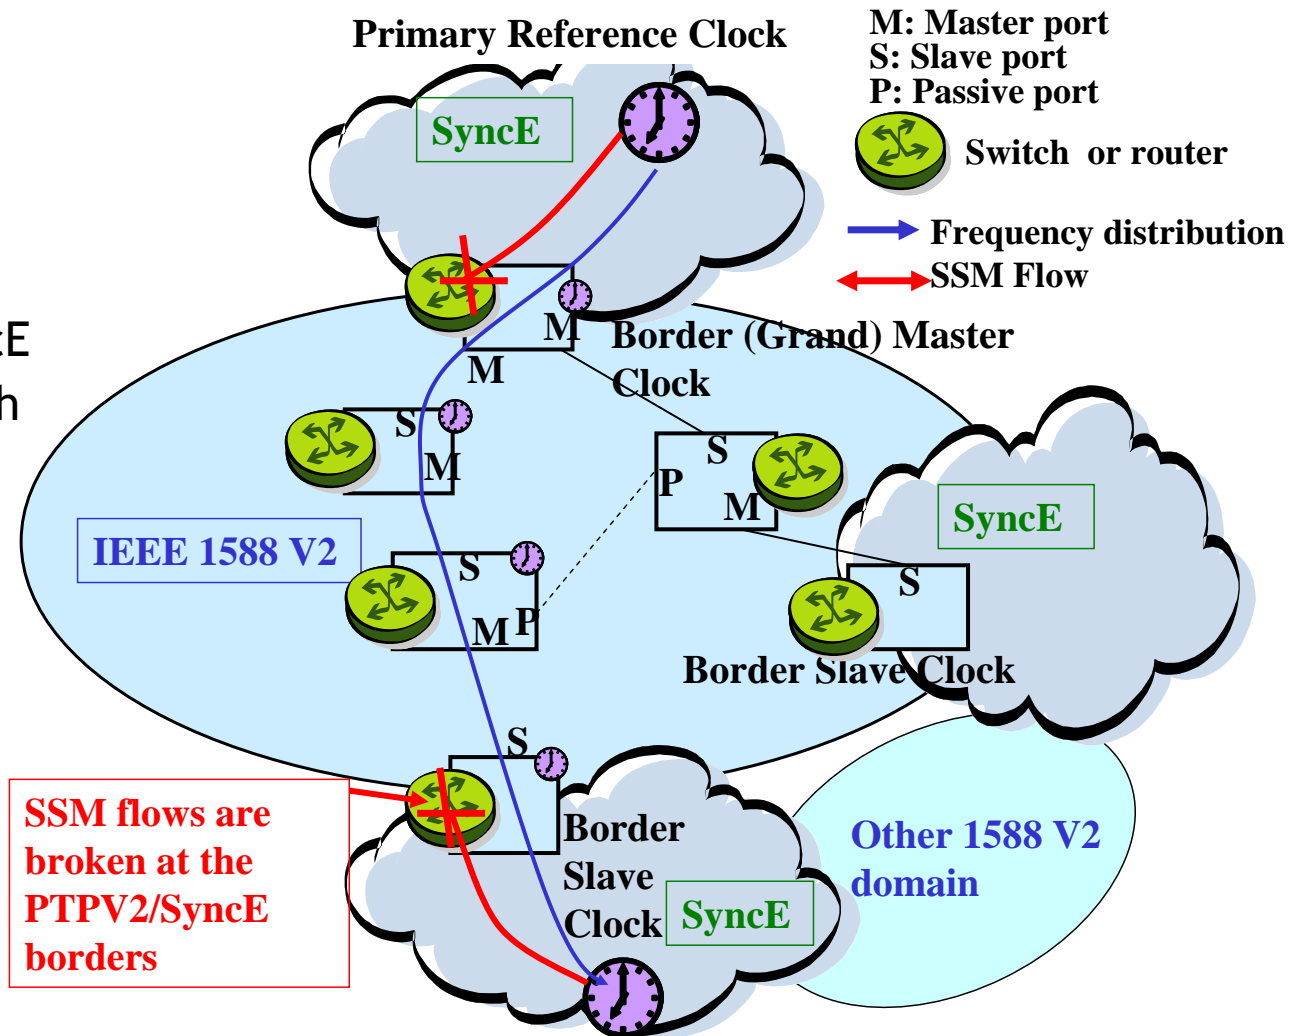 Primary Reference Clock
M: Master port
S: Slave port
P: Passive port
SyncE
Switch or router
Frequency distribution
SSM Flow
M
Border (Grand) Master
Clock
M
S
M
S
P
M
SyncE
IEEE 1588 V2
S
M
P
S
Border Slave Clock
S
SSM flows are
broken at the
PTPV2/SyncE
borders
Border
Slave
Clock
SyncE
Other 1588 V2
domain